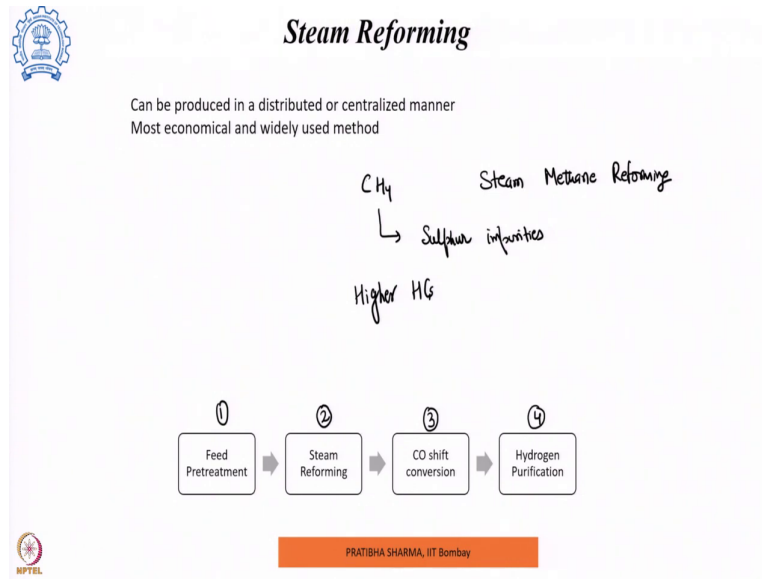 Steam Reforming
Can be produced in a distributed or centralized manner
Most economical and widely used method
CH4 Steam Methane Reforming
Sulphur impurities
Higher HCs
1 2 3 4
Feed Pretreatment
Steam Reforming
CO shift conversion
Hydrogen Purification
PRATIBHA SHARMA, IIT Bombay
NPTEL